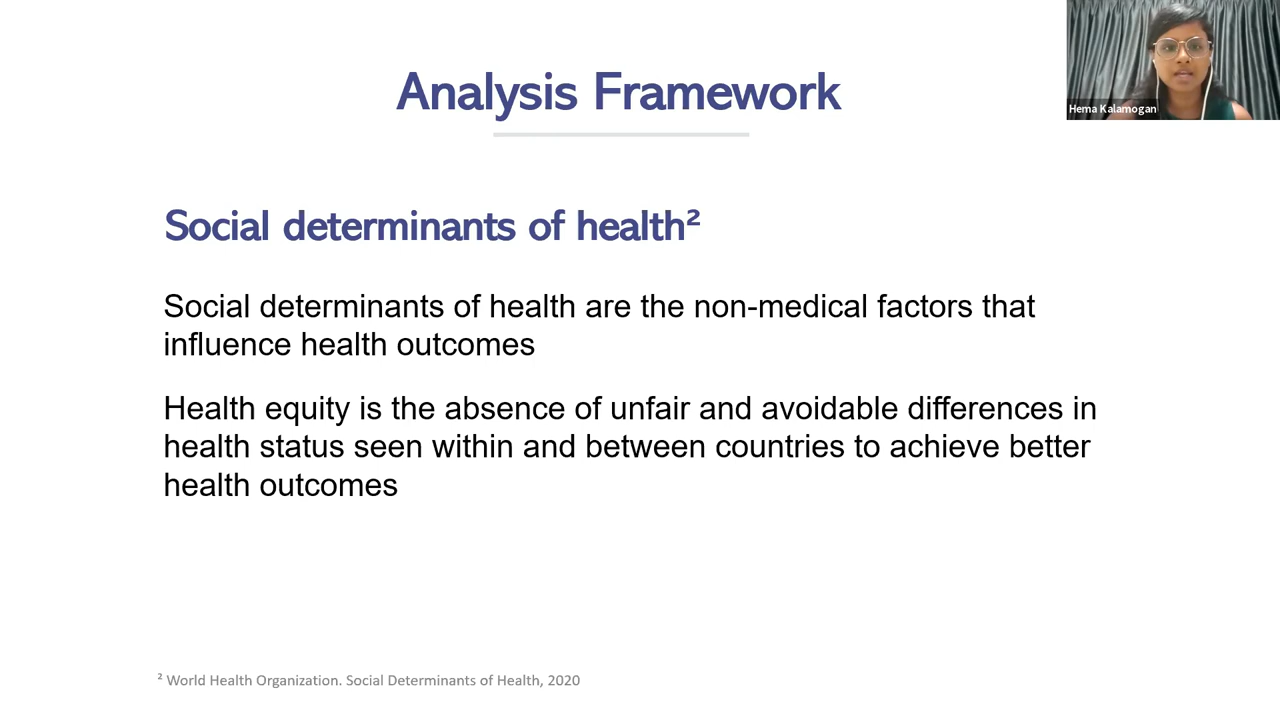 Analysis Framework
Hema Kalamogan
Social determinants of health²
Social determinants of health are the non-medical factors that
influence health outcomes
Health equity is the absence of unfair and avoidable differences in
health status seen within and between countries to achieve better
health outcomes
² World Health Organization. Social Determinants of Health, 2020